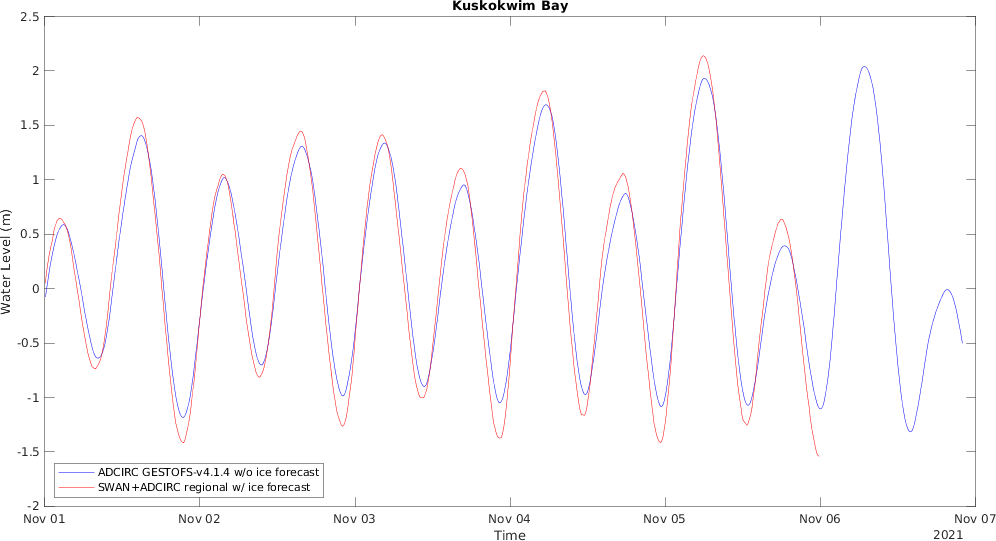 Kuskokwim Bay
2.5
2
1.5
1
0.5
0
-0.5
-1
-1.5
-2
Water Level (m)
ADCIRC GESTOFS-v4.1.4 w/o ice forecast
SWAN+ADCIRC regional w/ ice forecast
Nov 01 Nov 02 Nov 03 Nov 04 Nov 05 Nov 06 Nov 07
Time
2021